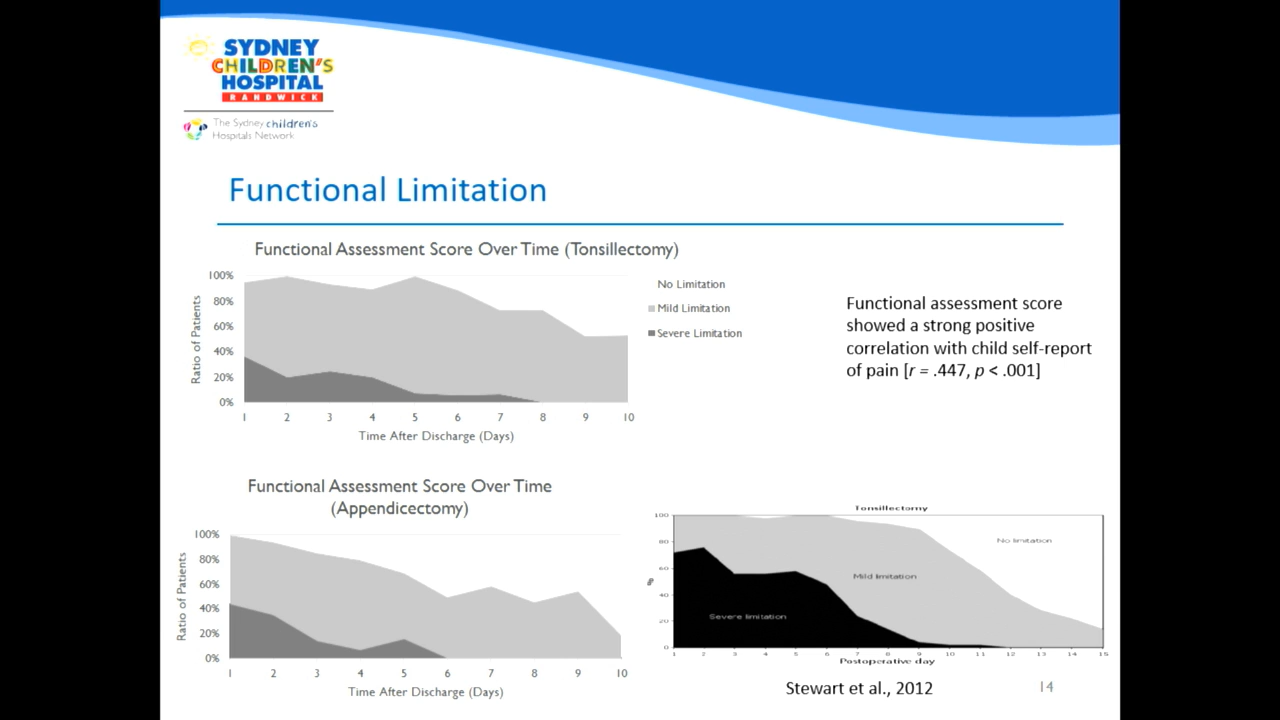 SYDNEY
CHILDREN'S
HOSPITAL
RANDWICK
The Sydney children's
Hospitals Network
Functional Limitation
Functional Assessment Score Over Time (Tonsillectomy)
Ratio of Patients
100%
80%
60%
40%
20%
0%
1 2 3 4 5 6 7 8 9 10
Time After Discharge (Days)
No Limitation
Mild Limitation
Severe Limitation
Functional assessment score
showed a strong positive
correlation with child self-report
of pain [r = .447, p < .001]
Functional Assessment Score Over Time
(Appendicectomy)
Ratio of Patients
100%
80%
60%
40%
20%
0%
1 2 3 4 5 6 7 8 9 10
Time After Discharge (Days)
Tonsillectomy
%
100
80
60
40
20
0
No limitation
Mild limitation
Severe limitation
1 2 3 4 5 6 7 8 9 10 11 12 13 14 15
Postoperative day
Stewart et al., 2012
14